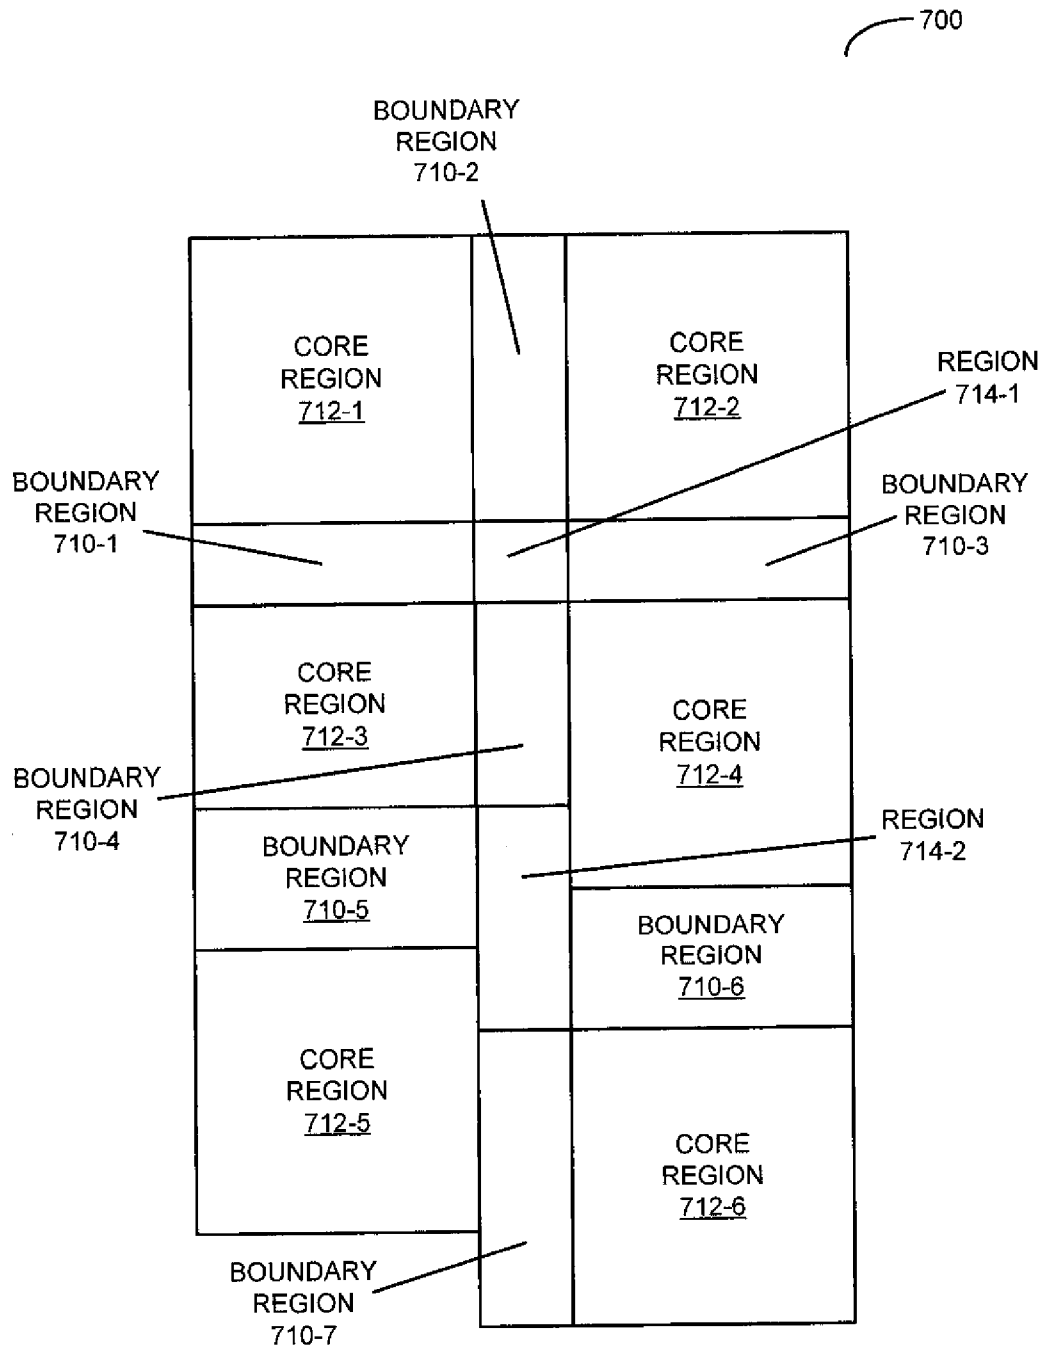 700
BOUNDARY
REGION
710-2
CORE
REGION
712-1
CORE
REGION
712-2
REGION
714-1
BOUNDARY
REGION
710-1
BOUNDARY
REGION
710-3
CORE
REGION
712-3
CORE
REGION
712-4
BOUNDARY
REGION
710-4
BOUNDARY
REGION
710-5
REGION
714-2
BOUNDARY
REGION
710-6
CORE
REGION
712-5
CORE
REGION
712-6
BOUNDARY
REGION
710-7